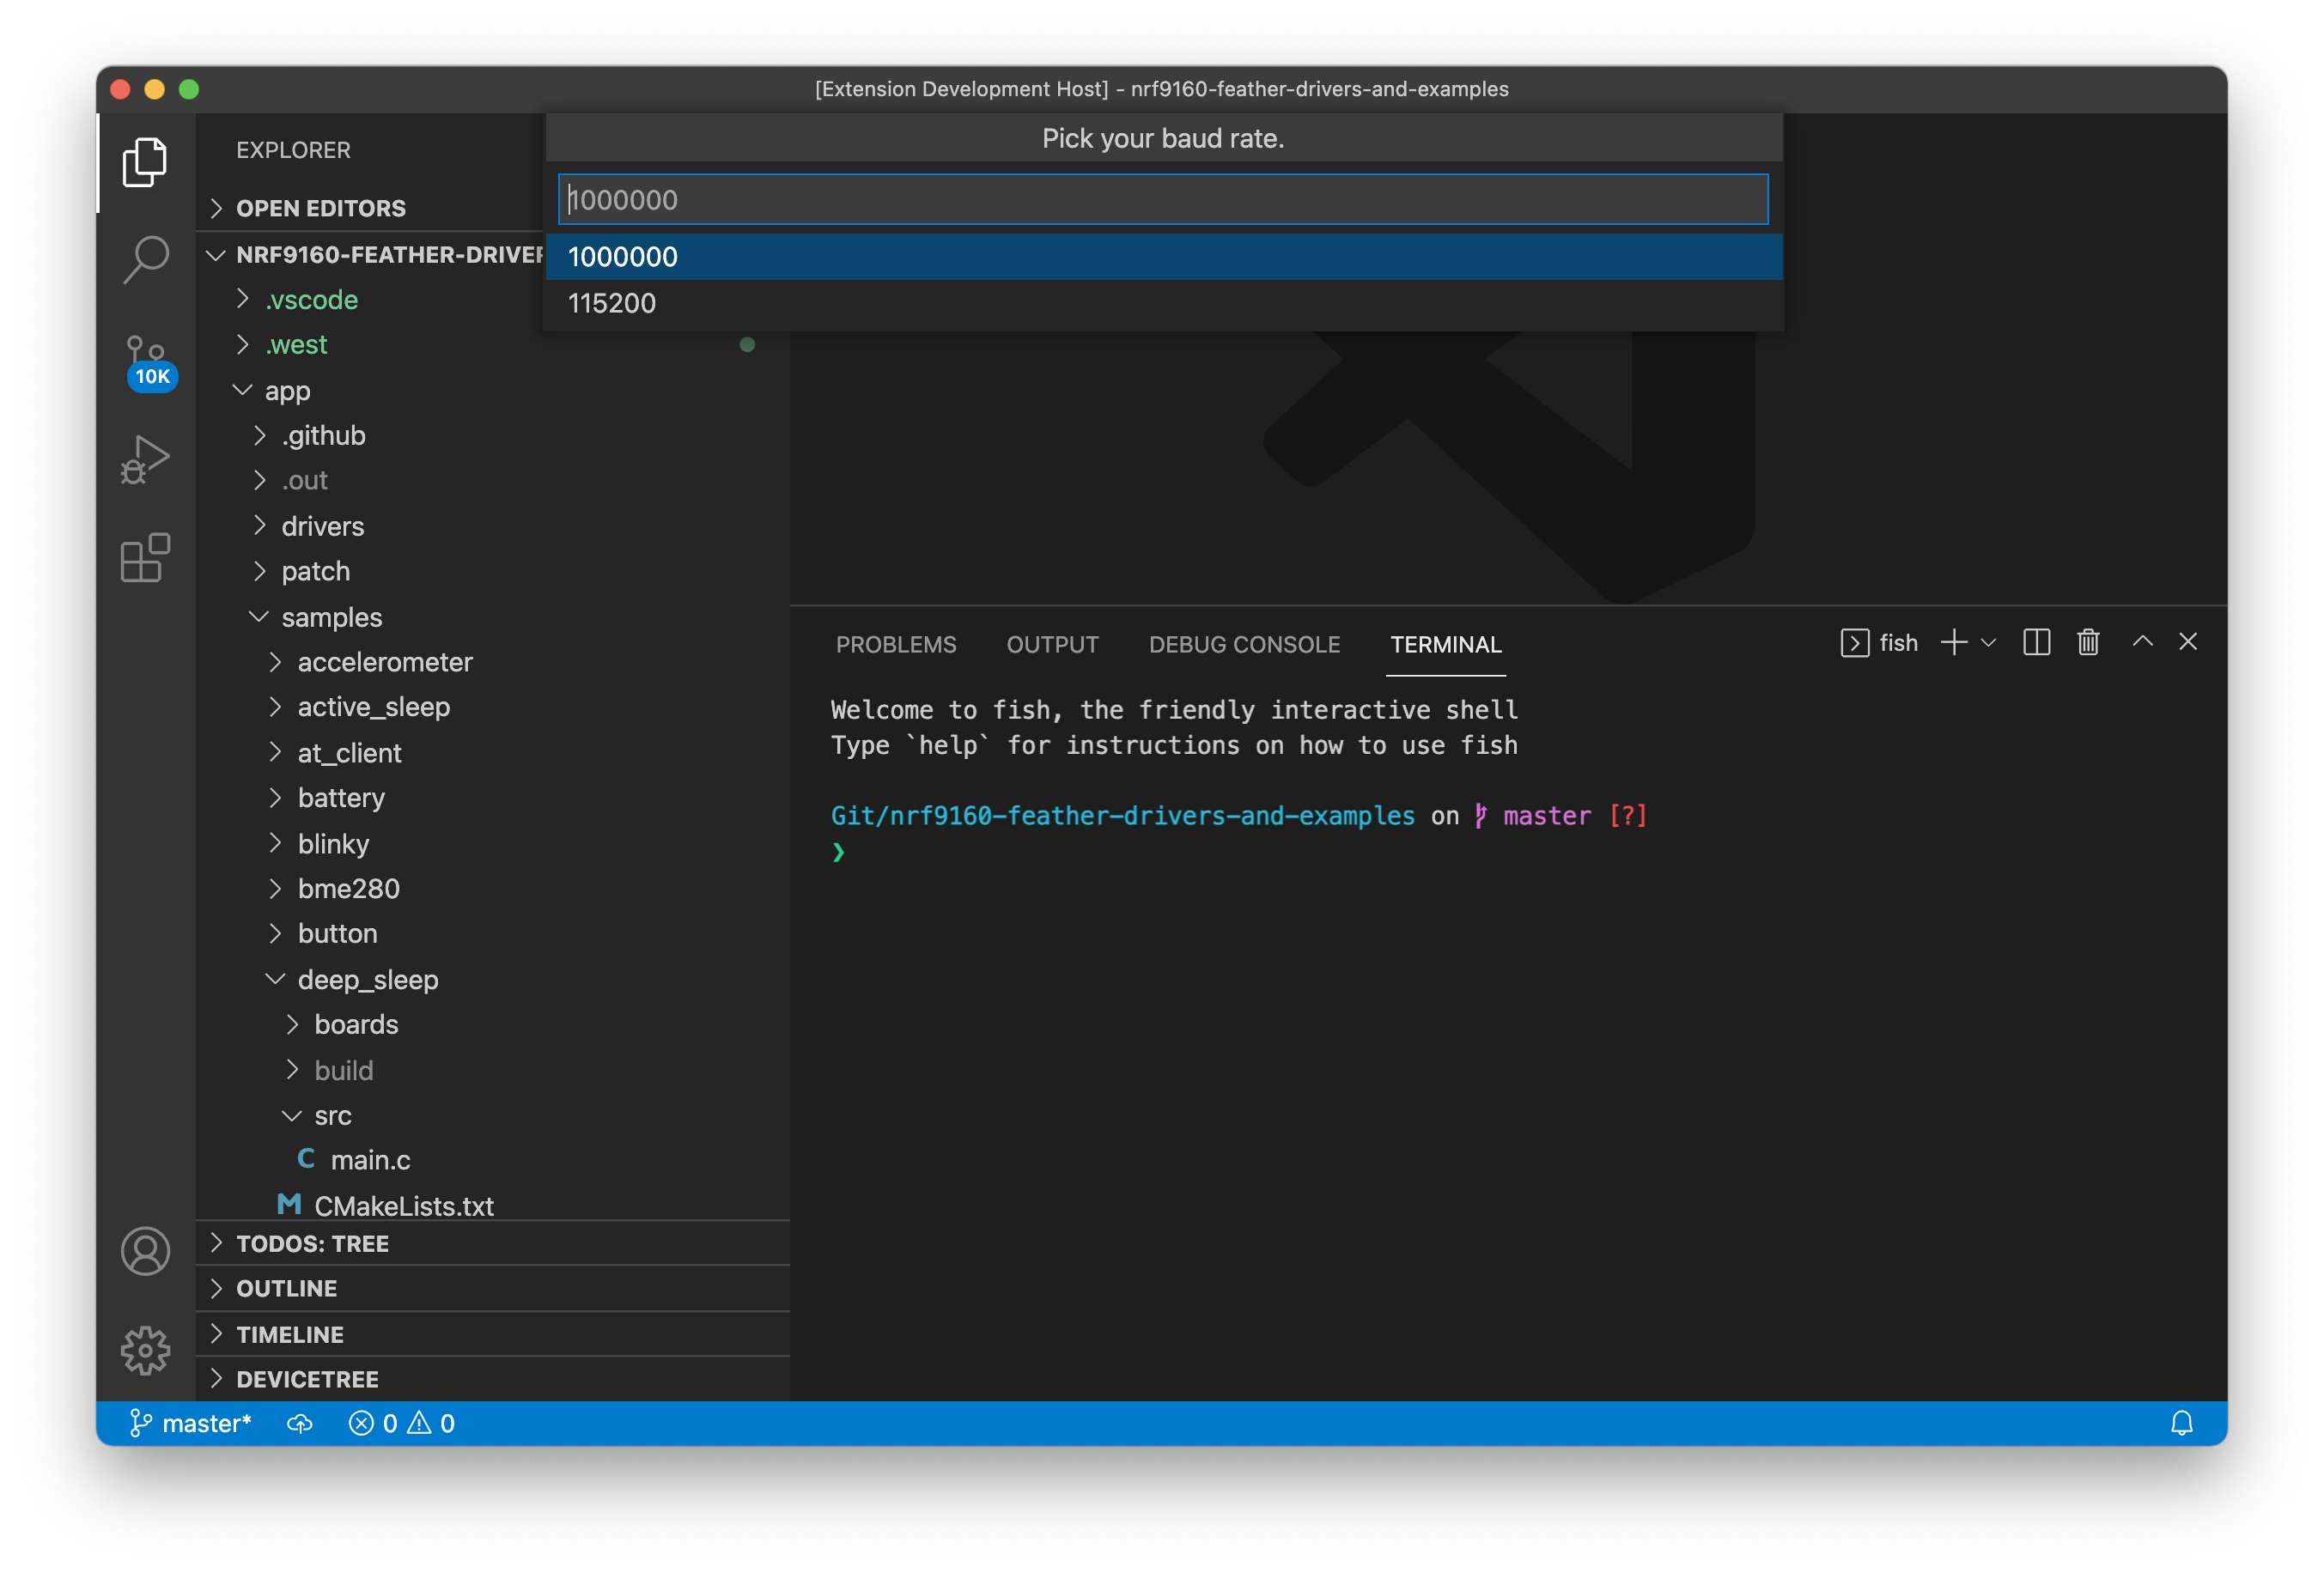 [Extension Development Host] - nrf9160-feather-drivers-and-examples
Pick your baud rate.
1000000
1000000
115200
EXPLORER
OPEN EDITORS
NRF9160-FEATHER-DRIVER
.vscode
.west
app
.github
.out
drivers
patch
samples
accelerometer
active_sleep
at_client
battery
blinky
bme280
button
deep_sleep
boards
build
src
C main.c
M CMakeLists.txt
TODOS: TREE
OUTLINE
TIMELINE
DEVICETREE
10K
PROBLEMS OUTPUT DEBUG CONSOLE TERMINAL fish
Welcome to fish, the friendly interactive shell
Type `help` for instructions on how to use fish
Git/nrf9160-feather-drivers-and-examples on master [?]
❯
master* 0 0